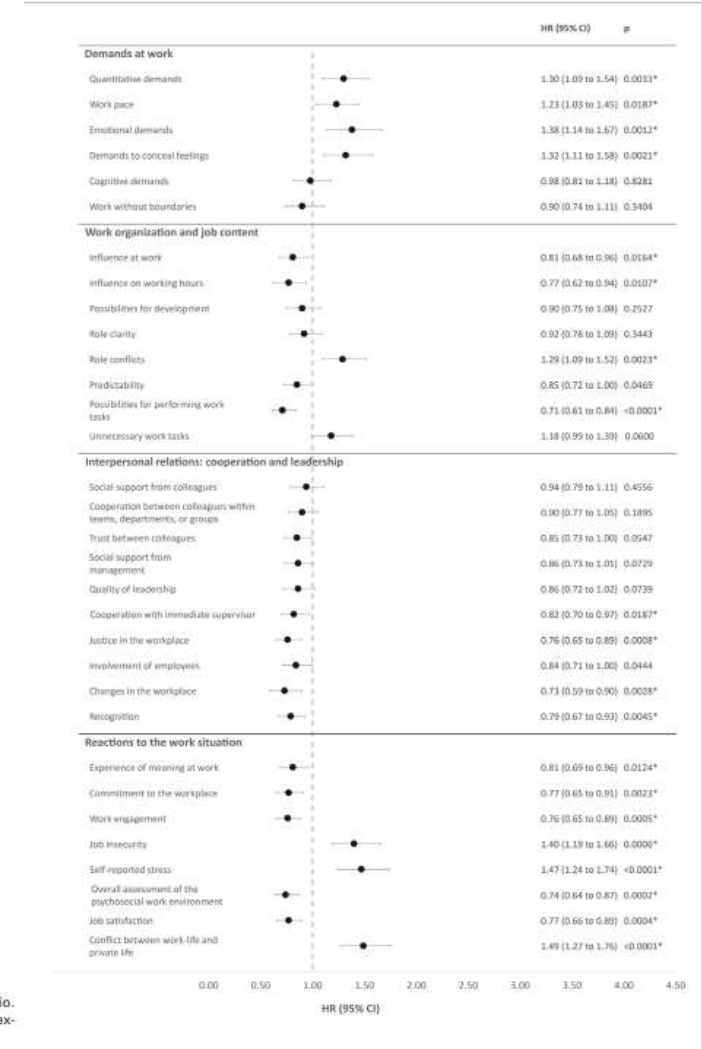 HR (95% CI) p
Demands at work
Quantitative demands 1.30 (1.09 to 1.54) 0.0033*
Work pace 1.23 (1.03 to 1.45) 0.0187*
Emotional demands 1.38 (1.14 to 1.67) 0.0012*
Demands to conceal feelings 1.32 (1.11 to 1.58) 0.0021*
Cognitive demands 0.98 (0.81 to 1.18) 0.8281
Work without boundaries 0.90 (0.74 to 1.11) 0.3404
Work organization and job content
Influence at work 0.81 (0.68 to 0.96) 0.0164*
Influence on working hours 0.77 (0.62 to 0.94) 0.0107*
Possibilities for development 0.90 (0.75 to 1.08) 0.2527
Role clarity 0.92 (0.78 to 1.09) 0.3443
Role conflicts 1.29 (1.09 to 1.52) 0.0023*
Predictability 0.85 (0.72 to 1.00) 0.0469
Possibilities for performing work
tasks 0.71 (0.61 to 0.84) <0.0001*
Unnecessary work tasks 1.18 (0.99 to 1.39) 0.0600
Interpersonal relations: cooperation and leadership
Social support from colleagues 0.94 (0.79 to 1.11) 0.4556
Cooperation between colleagues within
teams, departments, or groups 0.90 (0.77 to 1.05) 0.1895
Trust between colleagues 0.85 (0.73 to 1.00) 0.0547
Social support from
management 0.86 (0.73 to 1.01) 0.0729
Quality of leadership 0.86 (0.72 to 1.02) 0.0739
Cooperation with immediate supervisor 0.82 (0.70 to 0.97) 0.0187*
Justice in the workplace 0.76 (0.65 to 0.89) 0.0008*
Involvement of employees 0.84 (0.71 to 1.00) 0.0444
Changes in the workplace 0.73 (0.59 to 0.90) 0.0028*
Recognition 0.79 (0.67 to 0.93) 0.0045*
Reactions to the work situation
Experience of meaning at work 0.81 (0.69 to 0.96) 0.0124*
Commitment to the workplace 0.77 (0.65 to 0.91) 0.0023*
Work engagement 0.76 (0.65 to 0.89) 0.0005*
Job insecurity 1.40 (1.19 to 1.66) 0.0006*
Self-reported stress 1.47 (1.24 to 1.74) <0.0001*
Overall assessment of the
psychosocial work environment 0.74 (0.64 to 0.87) 0.0002*
Job satisfaction 0.77 (0.66 to 0.89) 0.0004*
Conflict between work-life and
private life 1.49 (1.27 to 1.76) <0.0001*
0.00 0.50 1.00 1.50 2.00 2.50 3.00 3.50 4.00 4.50
HR (95% CI)
io.
ex-